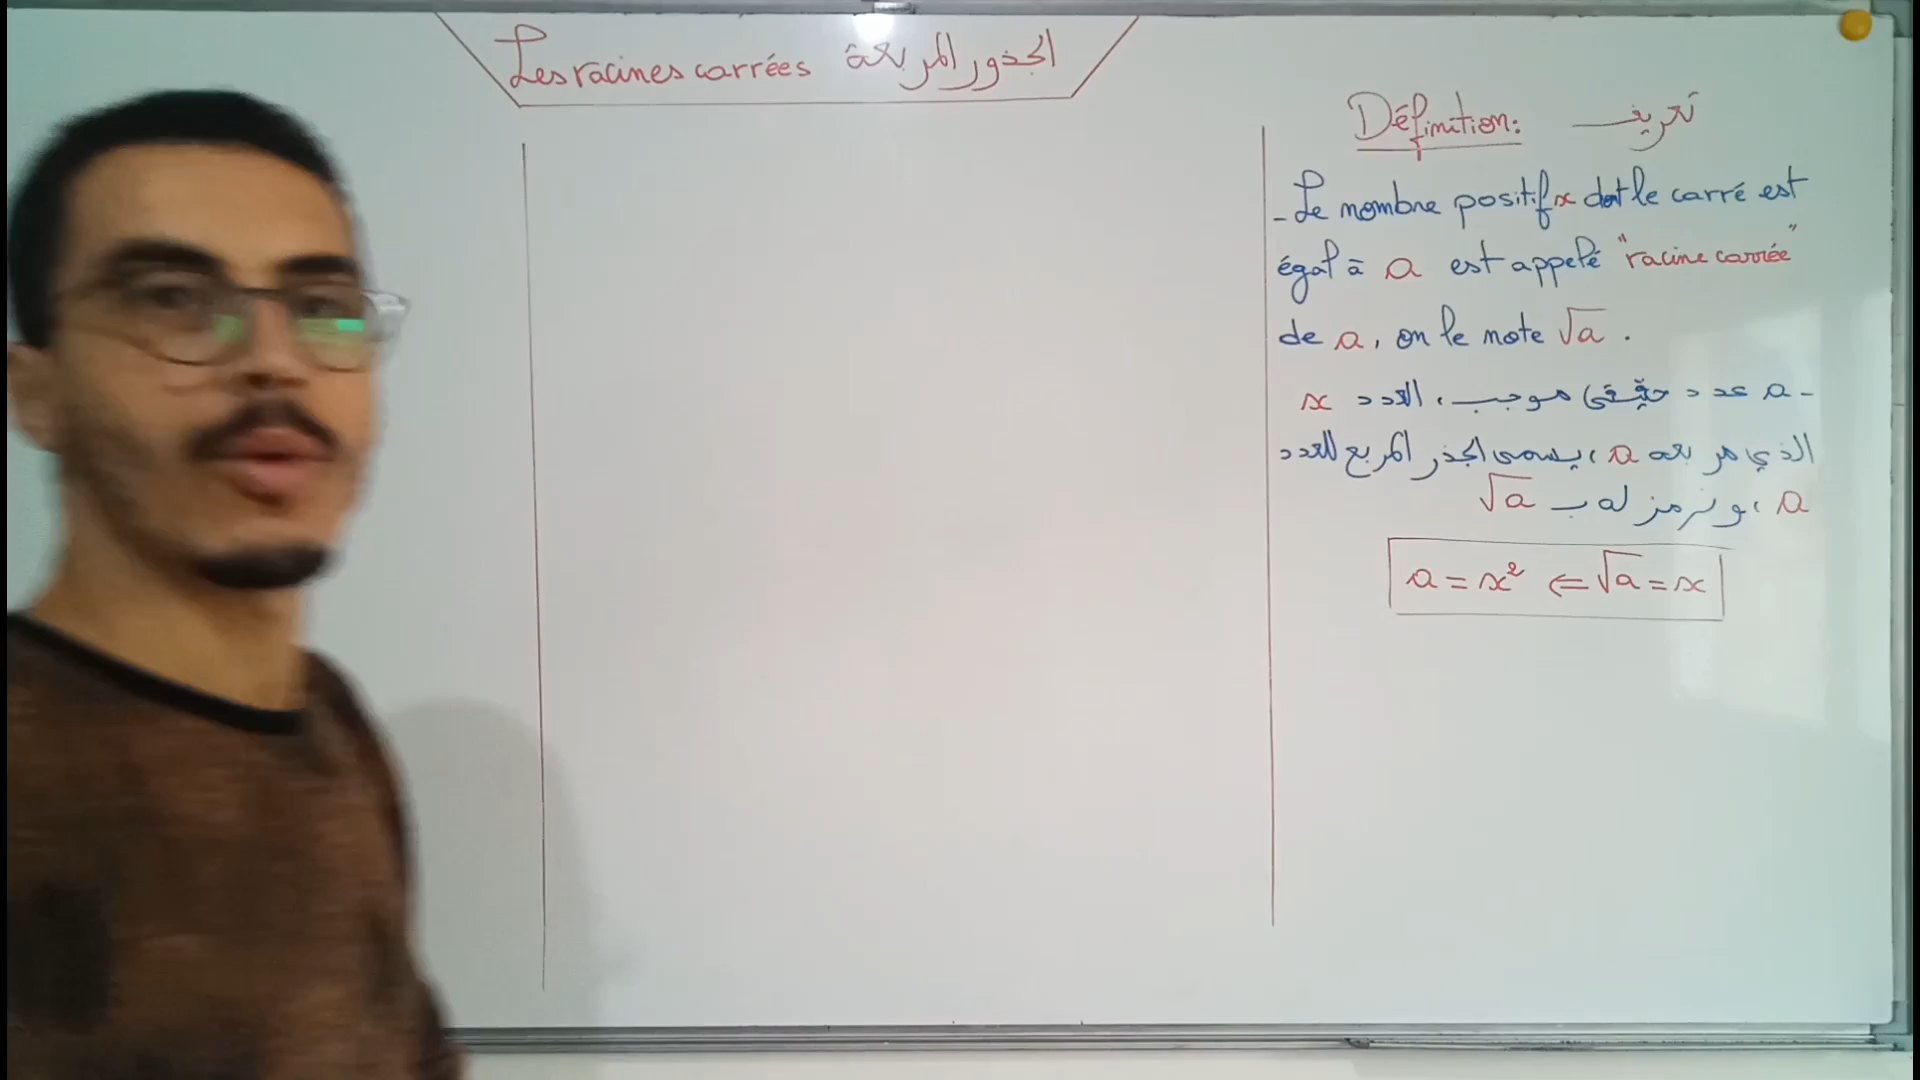 Les racines carrées الجذور المربعة
Définition: تعريف
- Le nombre positif x dont le carré est
égal à a est appelé "racine carrée"
de a, on le note √a .
- a عدد حقيقي موجب، العدد x
الذي مربعه a، يسمى الجذر المربع للعدد
a، ونرمز له ب √a
a = x² ⇐ √a = x